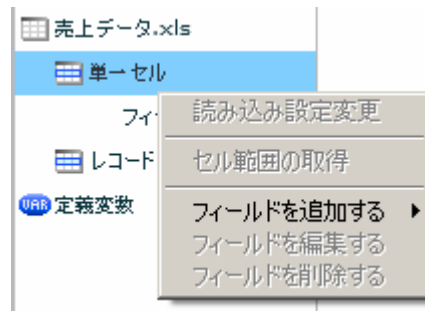 売上データ.xls
単一セル
フィ
読み込み設定変更
レコード
セル範囲の取得
VAR 定義変数
フィールドを追加する
フィールドを編集する
フィールドを削除する